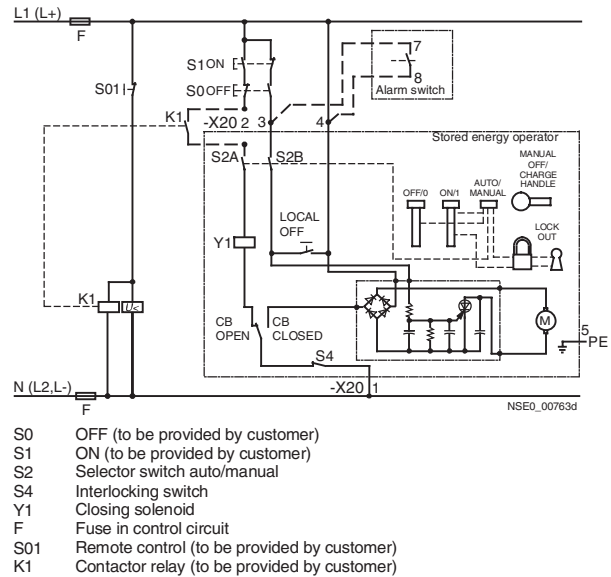 L1 (L+)
F
S1 ON
7
S01
S0 OFF
8
Alarm switch
K1
-X20 2 3 4
Stored energy operator
S2A S2B
MANUAL
OFF/
CHARGE
HANDLE
AUTO/
MANUAL
OFF/0 ON/1
LOCAL
OFF
LOCK
OUT
Y1
K1
U<
CB
OPEN
CB
CLOSED
M
5
PE
S4
N (L2,L-)
-X20 1
F
NSE0_00763d
S0 OFF (to be provided by customer)
S1 ON (to be provided by customer)
S2 Selector switch auto/manual
S4 Interlocking switch
Y1 Closing solenoid
F Fuse in control circuit
S01 Remote control (to be provided by customer)
K1 Contactor relay (to be provided by customer)